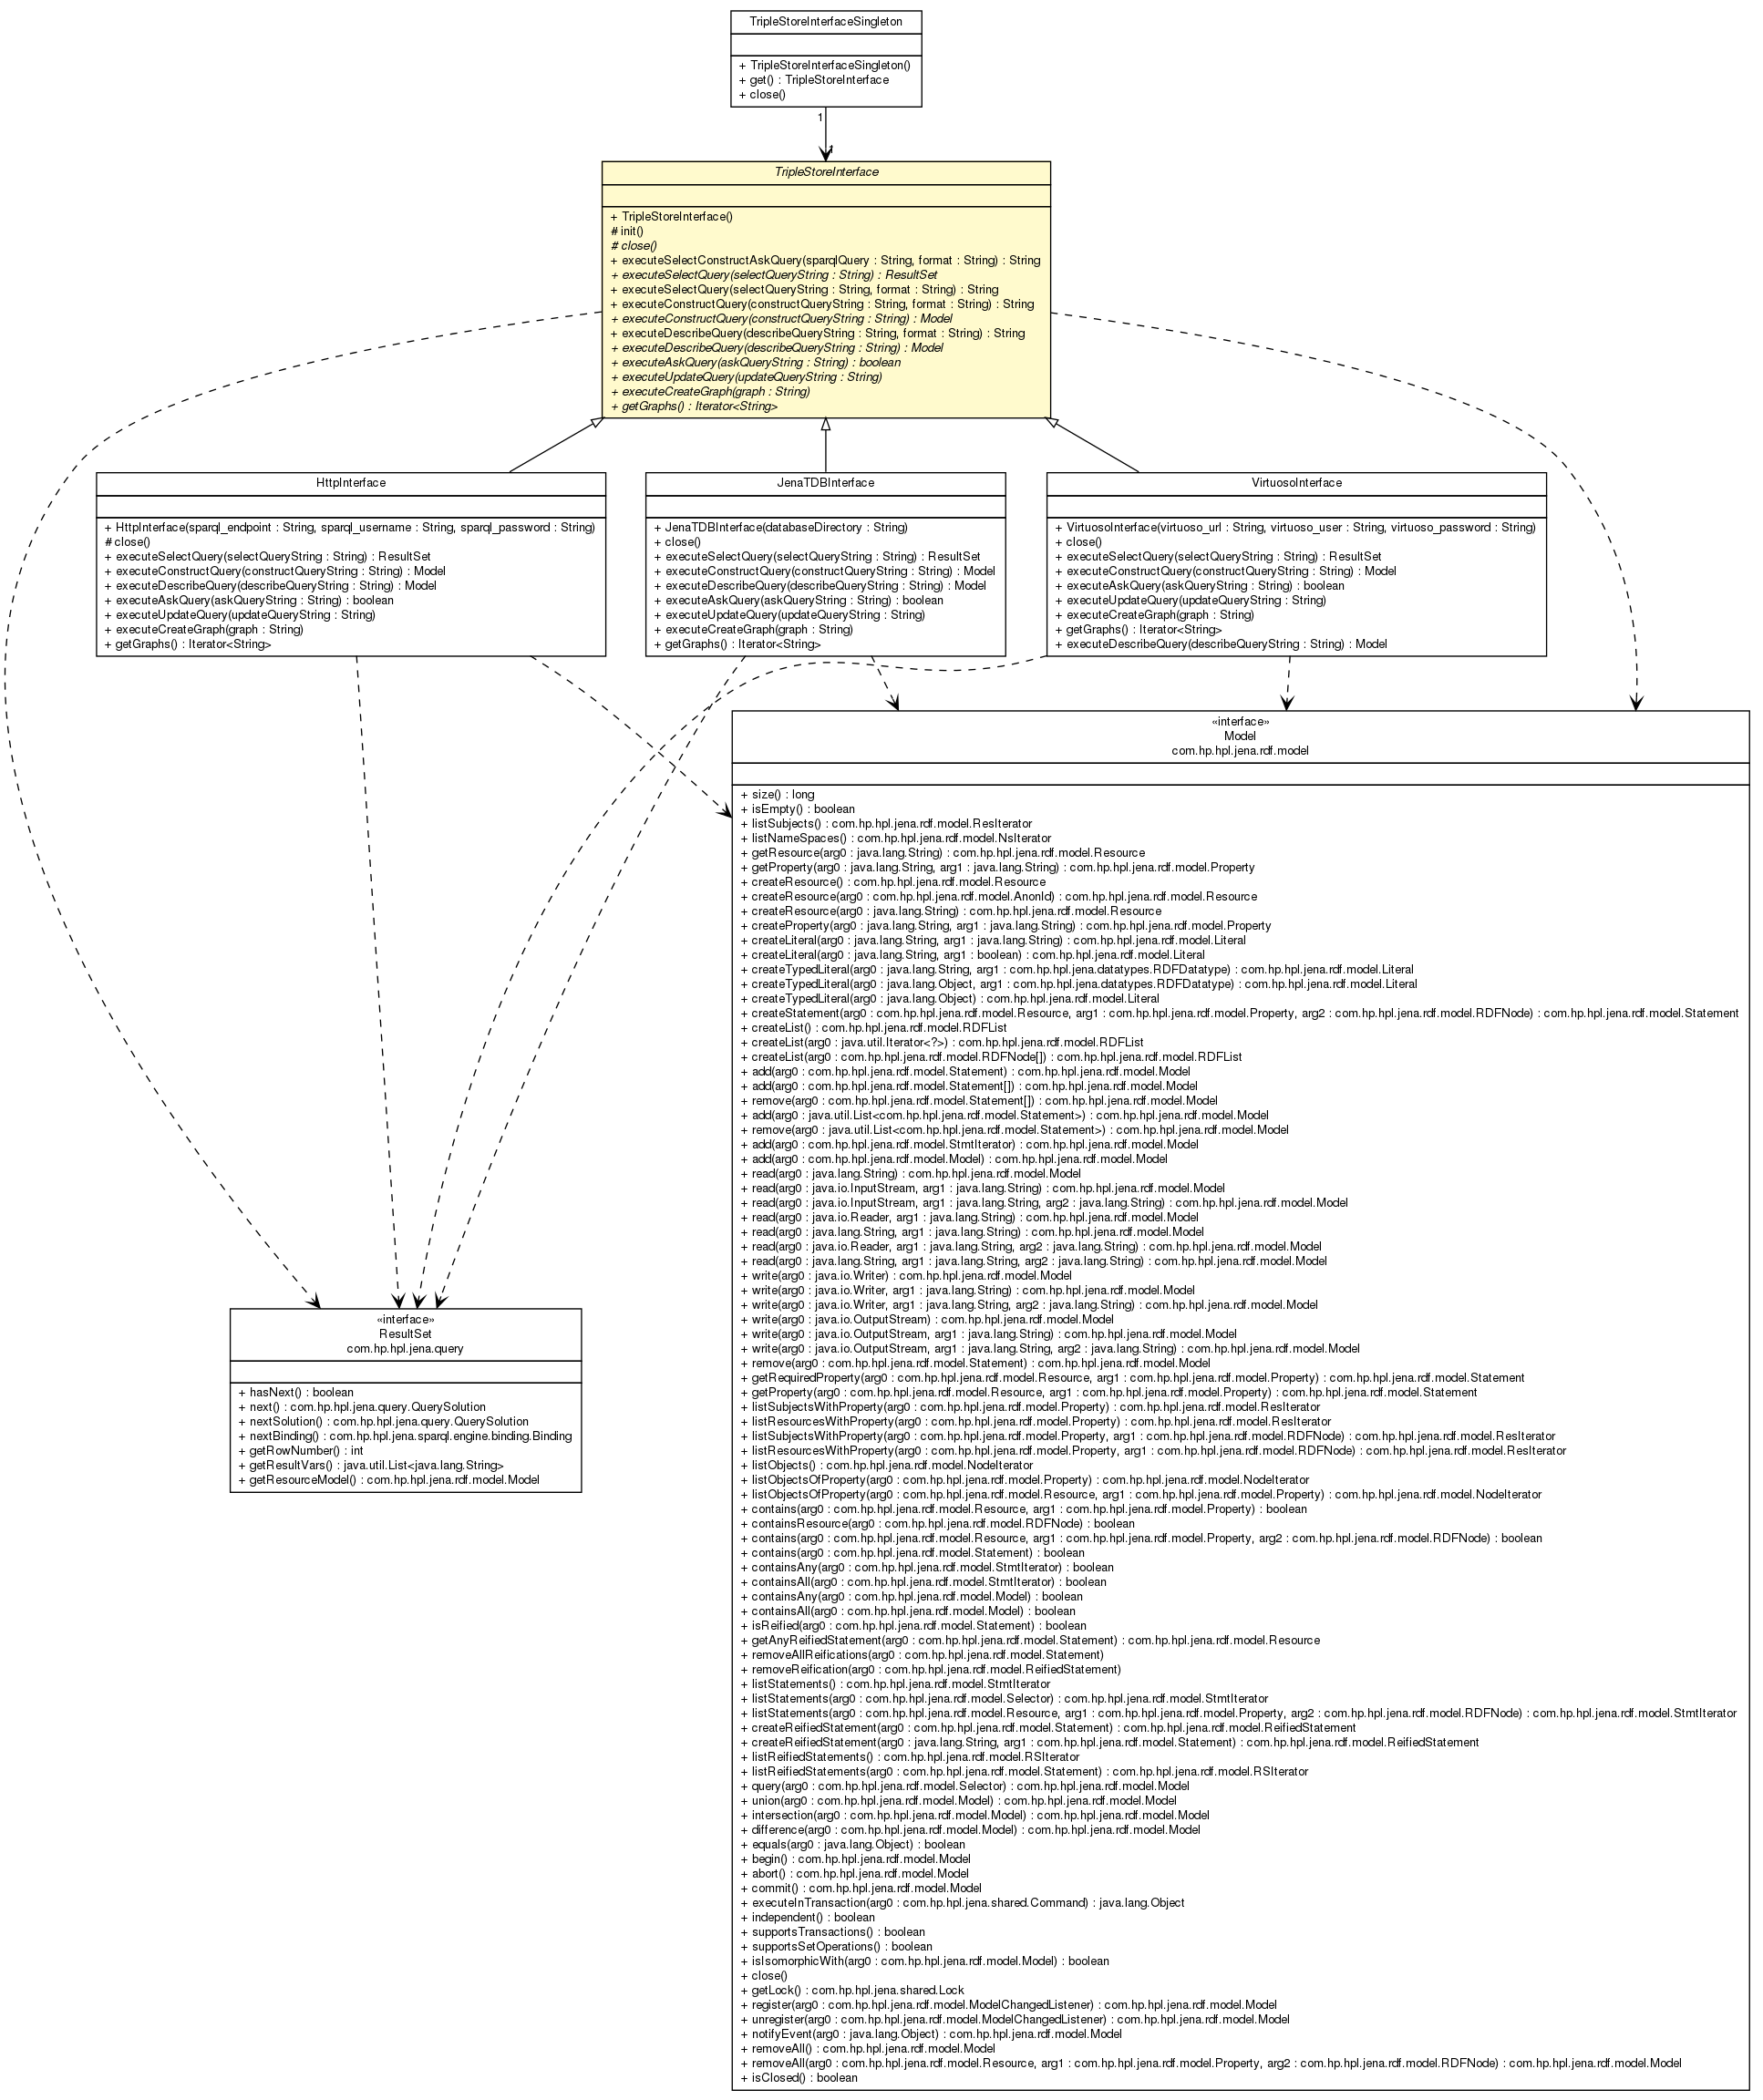 TripleStoreInterfaceSingleton
+ TripleStoreInterfaceSingleton()
+ get() : TripleStoreInterface
+ close()
1
1
TripleStoreInterface
+ TripleStoreInterface()
# init()
# close()
+ executeSelectConstructAskQuery(sparqlQuery : String, format : String) : String
+ executeSelectQuery(selectQueryString : String) : ResultSet
+ executeSelectQuery(selectQueryString : String, format : String) : String
+ executeConstructQuery(constructQueryString : String, format : String) : String
+ executeConstructQuery(constructQueryString : String) : Model
+ executeDescribeQuery(describeQueryString : String, format : String) : String
+ executeDescribeQuery(describeQueryString : String) : Model
+ executeAskQuery(askQueryString : String) : boolean
+ executeUpdateQuery(updateQueryString : String)
+ executeCreateGraph(graph : String)
+ getGraphs() : Iterator<String>
HttpInterface
+ HttpInterface(sparql_endpoint : String, sparql_username : String, sparql_password : String)
# close()
+ executeSelectQuery(selectQueryString : String) : ResultSet
+ executeConstructQuery(constructQueryString : String) : Model
+ executeDescribeQuery(describeQueryString : String) : Model
+ executeAskQuery(askQueryString : String) : boolean
+ executeUpdateQuery(updateQueryString : String)
+ executeCreateGraph(graph : String)
+ getGraphs() : Iterator<String>
JenaTDBInterface
+ JenaTDBInterface(databaseDirectory : String)
+ close()
+ executeSelectQuery(selectQueryString : String) : ResultSet
+ executeConstructQuery(constructQueryString : String) : Model
+ executeDescribeQuery(describeQueryString : String) : Model
+ executeAskQuery(askQueryString : String) : boolean
+ executeUpdateQuery(updateQueryString : String)
+ executeCreateGraph(graph : String)
+ getGraphs() : Iterator<String>
VirtuosoInterface
+ VirtuosoInterface(virtuoso_url : String, virtuoso_user : String, virtuoso_password : String)
+ close()
+ executeSelectQuery(selectQueryString : String) : ResultSet
+ executeConstructQuery(constructQueryString : String) : Model
+ executeAskQuery(askQueryString : String) : boolean
+ executeUpdateQuery(updateQueryString : String)
+ executeCreateGraph(graph : String)
+ getGraphs() : Iterator<String>
+ executeDescribeQuery(describeQueryString : String) : Model
«interface»
Model
com.hp.hpl.jena.rdf.model
+ size() : long
+ isEmpty() : boolean
+ listSubjects() : com.hp.hpl.jena.rdf.model.ResIterator
+ listNameSpaces() : com.hp.hpl.jena.rdf.model.NsIterator
+ getResource(arg0 : java.lang.String) : com.hp.hpl.jena.rdf.model.Resource
+ getProperty(arg0 : java.lang.String, arg1 : java.lang.String) : com.hp.hpl.jena.rdf.model.Property
+ createResource() : com.hp.hpl.jena.rdf.model.Resource
+ createResource(arg0 : com.hp.hpl.jena.rdf.model.AnonId) : com.hp.hpl.jena.rdf.model.Resource
+ createResource(arg0 : java.lang.String) : com.hp.hpl.jena.rdf.model.Resource
+ createProperty(arg0 : java.lang.String, arg1 : java.lang.String) : com.hp.hpl.jena.rdf.model.Property
+ createLiteral(arg0 : java.lang.String, arg1 : java.lang.String) : com.hp.hpl.jena.rdf.model.Literal
+ createLiteral(arg0 : java.lang.String, arg1 : boolean) : com.hp.hpl.jena.rdf.model.Literal
+ createTypedLiteral(arg0 : java.lang.String, arg1 : com.hp.hpl.jena.datatypes.RDFDatatype) : com.hp.hpl.jena.rdf.model.Literal
+ createTypedLiteral(arg0 : java.lang.Object, arg1 : com.hp.hpl.jena.datatypes.RDFDatatype) : com.hp.hpl.jena.rdf.model.Literal
+ createTypedLiteral(arg0 : java.lang.Object) : com.hp.hpl.jena.rdf.model.Literal
+ createStatement(arg0 : com.hp.hpl.jena.rdf.model.Resource, arg1 : com.hp.hpl.jena.rdf.model.Property, arg2 : com.hp.hpl.jena.rdf.model.RDFNode) : com.hp.hpl.jena.rdf.model.Statement
+ createList() : com.hp.hpl.jena.rdf.model.RDFList
+ createList(arg0 : java.util.Iterator<?>) : com.hp.hpl.jena.rdf.model.RDFList
+ createList(arg0 : com.hp.hpl.jena.rdf.model.RDFNode[]) : com.hp.hpl.jena.rdf.model.RDFList
+ add(arg0 : com.hp.hpl.jena.rdf.model.Statement) : com.hp.hpl.jena.rdf.model.Model
+ add(arg0 : com.hp.hpl.jena.rdf.model.Statement[]) : com.hp.hpl.jena.rdf.model.Model
+ remove(arg0 : com.hp.hpl.jena.rdf.model.Statement[]) : com.hp.hpl.jena.rdf.model.Model
+ add(arg0 : java.util.List<com.hp.hpl.jena.rdf.model.Statement>) : com.hp.hpl.jena.rdf.model.Model
+ remove(arg0 : java.util.List<com.hp.hpl.jena.rdf.model.Statement>) : com.hp.hpl.jena.rdf.model.Model
+ add(arg0 : com.hp.hpl.jena.rdf.model.StmtIterator) : com.hp.hpl.jena.rdf.model.Model
+ add(arg0 : com.hp.hpl.jena.rdf.model.Model) : com.hp.hpl.jena.rdf.model.Model
+ read(arg0 : java.lang.String) : com.hp.hpl.jena.rdf.model.Model
+ read(arg0 : java.io.InputStream, arg1 : java.lang.String) : com.hp.hpl.jena.rdf.model.Model
+ read(arg0 : java.io.InputStream, arg1 : java.lang.String, arg2 : java.lang.String) : com.hp.hpl.jena.rdf.model.Model
+ read(arg0 : java.io.Reader, arg1 : java.lang.String) : com.hp.hpl.jena.rdf.model.Model
+ read(arg0 : java.lang.String, arg1 : java.lang.String) : com.hp.hpl.jena.rdf.model.Model
+ read(arg0 : java.io.Reader, arg1 : java.lang.String, arg2 : java.lang.String) : com.hp.hpl.jena.rdf.model.Model
+ read(arg0 : java.lang.String, arg1 : java.lang.String, arg2 : java.lang.String) : com.hp.hpl.jena.rdf.model.Model
+ write(arg0 : java.io.Writer) : com.hp.hpl.jena.rdf.model.Model
+ write(arg0 : java.io.Writer, arg1 : java.lang.String) : com.hp.hpl.jena.rdf.model.Model
+ write(arg0 : java.io.Writer, arg1 : java.lang.String, arg2 : java.lang.String) : com.hp.hpl.jena.rdf.model.Model
+ write(arg0 : java.io.OutputStream) : com.hp.hpl.jena.rdf.model.Model
+ write(arg0 : java.io.OutputStream, arg1 : java.lang.String) : com.hp.hpl.jena.rdf.model.Model
+ write(arg0 : java.io.OutputStream, arg1 : java.lang.String, arg2 : java.lang.String) : com.hp.hpl.jena.rdf.model.Model
+ remove(arg0 : com.hp.hpl.jena.rdf.model.Statement) : com.hp.hpl.jena.rdf.model.Model
+ getRequiredProperty(arg0 : com.hp.hpl.jena.rdf.model.Resource, arg1 : com.hp.hpl.jena.rdf.model.Property) : com.hp.hpl.jena.rdf.model.Statement
+ getProperty(arg0 : com.hp.hpl.jena.rdf.model.Resource, arg1 : com.hp.hpl.jena.rdf.model.Property) : com.hp.hpl.jena.rdf.model.Statement
+ listSubjectsWithProperty(arg0 : com.hp.hpl.jena.rdf.model.Property) : com.hp.hpl.jena.rdf.model.ResIterator
+ listResourcesWithProperty(arg0 : com.hp.hpl.jena.rdf.model.Property) : com.hp.hpl.jena.rdf.model.ResIterator
+ listSubjectsWithProperty(arg0 : com.hp.hpl.jena.rdf.model.Property, arg1 : com.hp.hpl.jena.rdf.model.RDFNode) : com.hp.hpl.jena.rdf.model.ResIterator
+ listResourcesWithProperty(arg0 : com.hp.hpl.jena.rdf.model.Property, arg1 : com.hp.hpl.jena.rdf.model.RDFNode) : com.hp.hpl.jena.rdf.model.ResIterator
+ listObjects() : com.hp.hpl.jena.rdf.model.NodeIterator
+ listObjectsOfProperty(arg0 : com.hp.hpl.jena.rdf.model.Property) : com.hp.hpl.jena.rdf.model.NodeIterator
+ listObjectsOfProperty(arg0 : com.hp.hpl.jena.rdf.model.Resource, arg1 : com.hp.hpl.jena.rdf.model.Property) : com.hp.hpl.jena.rdf.model.NodeIterator
+ contains(arg0 : com.hp.hpl.jena.rdf.model.Resource, arg1 : com.hp.hpl.jena.rdf.model.Property) : boolean
+ containsResource(arg0 : com.hp.hpl.jena.rdf.model.RDFNode) : boolean
+ contains(arg0 : com.hp.hpl.jena.rdf.model.Resource, arg1 : com.hp.hpl.jena.rdf.model.Property, arg2 : com.hp.hpl.jena.rdf.model.RDFNode) : boolean
+ contains(arg0 : com.hp.hpl.jena.rdf.model.Statement) : boolean
+ containsAny(arg0 : com.hp.hpl.jena.rdf.model.StmtIterator) : boolean
+ containsAll(arg0 : com.hp.hpl.jena.rdf.model.StmtIterator) : boolean
+ containsAny(arg0 : com.hp.hpl.jena.rdf.model.Model) : boolean
+ containsAll(arg0 : com.hp.hpl.jena.rdf.model.Model) : boolean
+ isReified(arg0 : com.hp.hpl.jena.rdf.model.Statement) : boolean
+ getAnyReifiedStatement(arg0 : com.hp.hpl.jena.rdf.model.Statement) : com.hp.hpl.jena.rdf.model.Resource
+ removeAllReifications(arg0 : com.hp.hpl.jena.rdf.model.Statement)
+ removeReification(arg0 : com.hp.hpl.jena.rdf.model.ReifiedStatement)
+ listStatements() : com.hp.hpl.jena.rdf.model.StmtIterator
+ listStatements(arg0 : com.hp.hpl.jena.rdf.model.Selector) : com.hp.hpl.jena.rdf.model.StmtIterator
+ listStatements(arg0 : com.hp.hpl.jena.rdf.model.Resource, arg1 : com.hp.hpl.jena.rdf.model.Property, arg2 : com.hp.hpl.jena.rdf.model.RDFNode) : com.hp.hpl.jena.rdf.model.StmtIterator
+ createReifiedStatement(arg0 : com.hp.hpl.jena.rdf.model.Statement) : com.hp.hpl.jena.rdf.model.ReifiedStatement
+ createReifiedStatement(arg0 : java.lang.String, arg1 : com.hp.hpl.jena.rdf.model.Statement) : com.hp.hpl.jena.rdf.model.ReifiedStatement
+ listReifiedStatements() : com.hp.hpl.jena.rdf.model.RSIterator
+ listReifiedStatements(arg0 : com.hp.hpl.jena.rdf.model.Statement) : com.hp.hpl.jena.rdf.model.RSIterator
+ query(arg0 : com.hp.hpl.jena.rdf.model.Selector) : com.hp.hpl.jena.rdf.model.Model
+ union(arg0 : com.hp.hpl.jena.rdf.model.Model) : com.hp.hpl.jena.rdf.model.Model
+ intersection(arg0 : com.hp.hpl.jena.rdf.model.Model) : com.hp.hpl.jena.rdf.model.Model
+ difference(arg0 : com.hp.hpl.jena.rdf.model.Model) : com.hp.hpl.jena.rdf.model.Model
+ equals(arg0 : java.lang.Object) : boolean
+ begin() : com.hp.hpl.jena.rdf.model.Model
+ abort() : com.hp.hpl.jena.rdf.model.Model
+ commit() : com.hp.hpl.jena.rdf.model.Model
+ executeInTransaction(arg0 : com.hp.hpl.jena.shared.Command) : java.lang.Object
+ independent() : boolean
+ supportsTransactions() : boolean
+ supportsSetOperations() : boolean
+ isIsomorphicWith(arg0 : com.hp.hpl.jena.rdf.model.Model) : boolean
+ close()
+ getLock() : com.hp.hpl.jena.shared.Lock
+ register(arg0 : com.hp.hpl.jena.rdf.model.ModelChangedListener) : com.hp.hpl.jena.rdf.model.Model
+ unregister(arg0 : com.hp.hpl.jena.rdf.model.ModelChangedListener) : com.hp.hpl.jena.rdf.model.Model
+ notifyEvent(arg0 : java.lang.Object) : com.hp.hpl.jena.rdf.model.Model
+ removeAll() : com.hp.hpl.jena.rdf.model.Model
+ removeAll(arg0 : com.hp.hpl.jena.rdf.model.Resource, arg1 : com.hp.hpl.jena.rdf.model.Property, arg2 : com.hp.hpl.jena.rdf.model.RDFNode) : com.hp.hpl.jena.rdf.model.Model
+ isClosed() : boolean
«interface»
ResultSet
com.hp.hpl.jena.query
+ hasNext() : boolean
+ next() : com.hp.hpl.jena.query.QuerySolution
+ nextSolution() : com.hp.hpl.jena.query.QuerySolution
+ nextBinding() : com.hp.hpl.jena.sparql.engine.binding.Binding
+ getRowNumber() : int
+ getResultVars() : java.util.List<java.lang.String>
+ getResourceModel() : com.hp.hpl.jena.rdf.model.Model